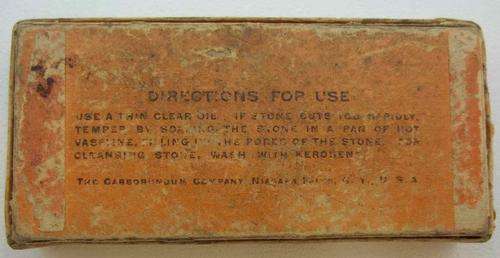 DIRECTIONS FOR USE
USE A THIN CLEAR OIL. IF STONE CUTS TOO RAPIDLY,
TEMPER BY SOAKING THE STONE IN A PAN OF HOT
VASELINE, FILLING THE PORES OF THE STONE. FOR
CLEANSING STONE, WASH WITH KEROSENE
THE CARBORUNDUM COMPANY, NIAGARA FALLS, N. Y., U. S. A.